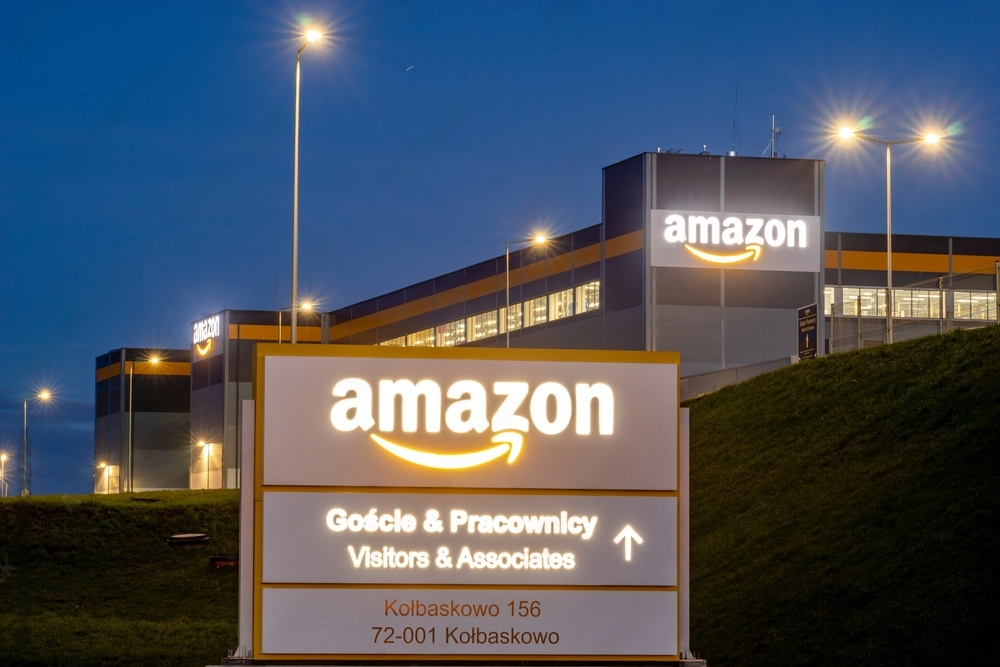 amazon
amazon
amazon
Goście & Pracownicy
Visitors & Associates
Kołbaskowo 156
72-001 Kołbaskowo